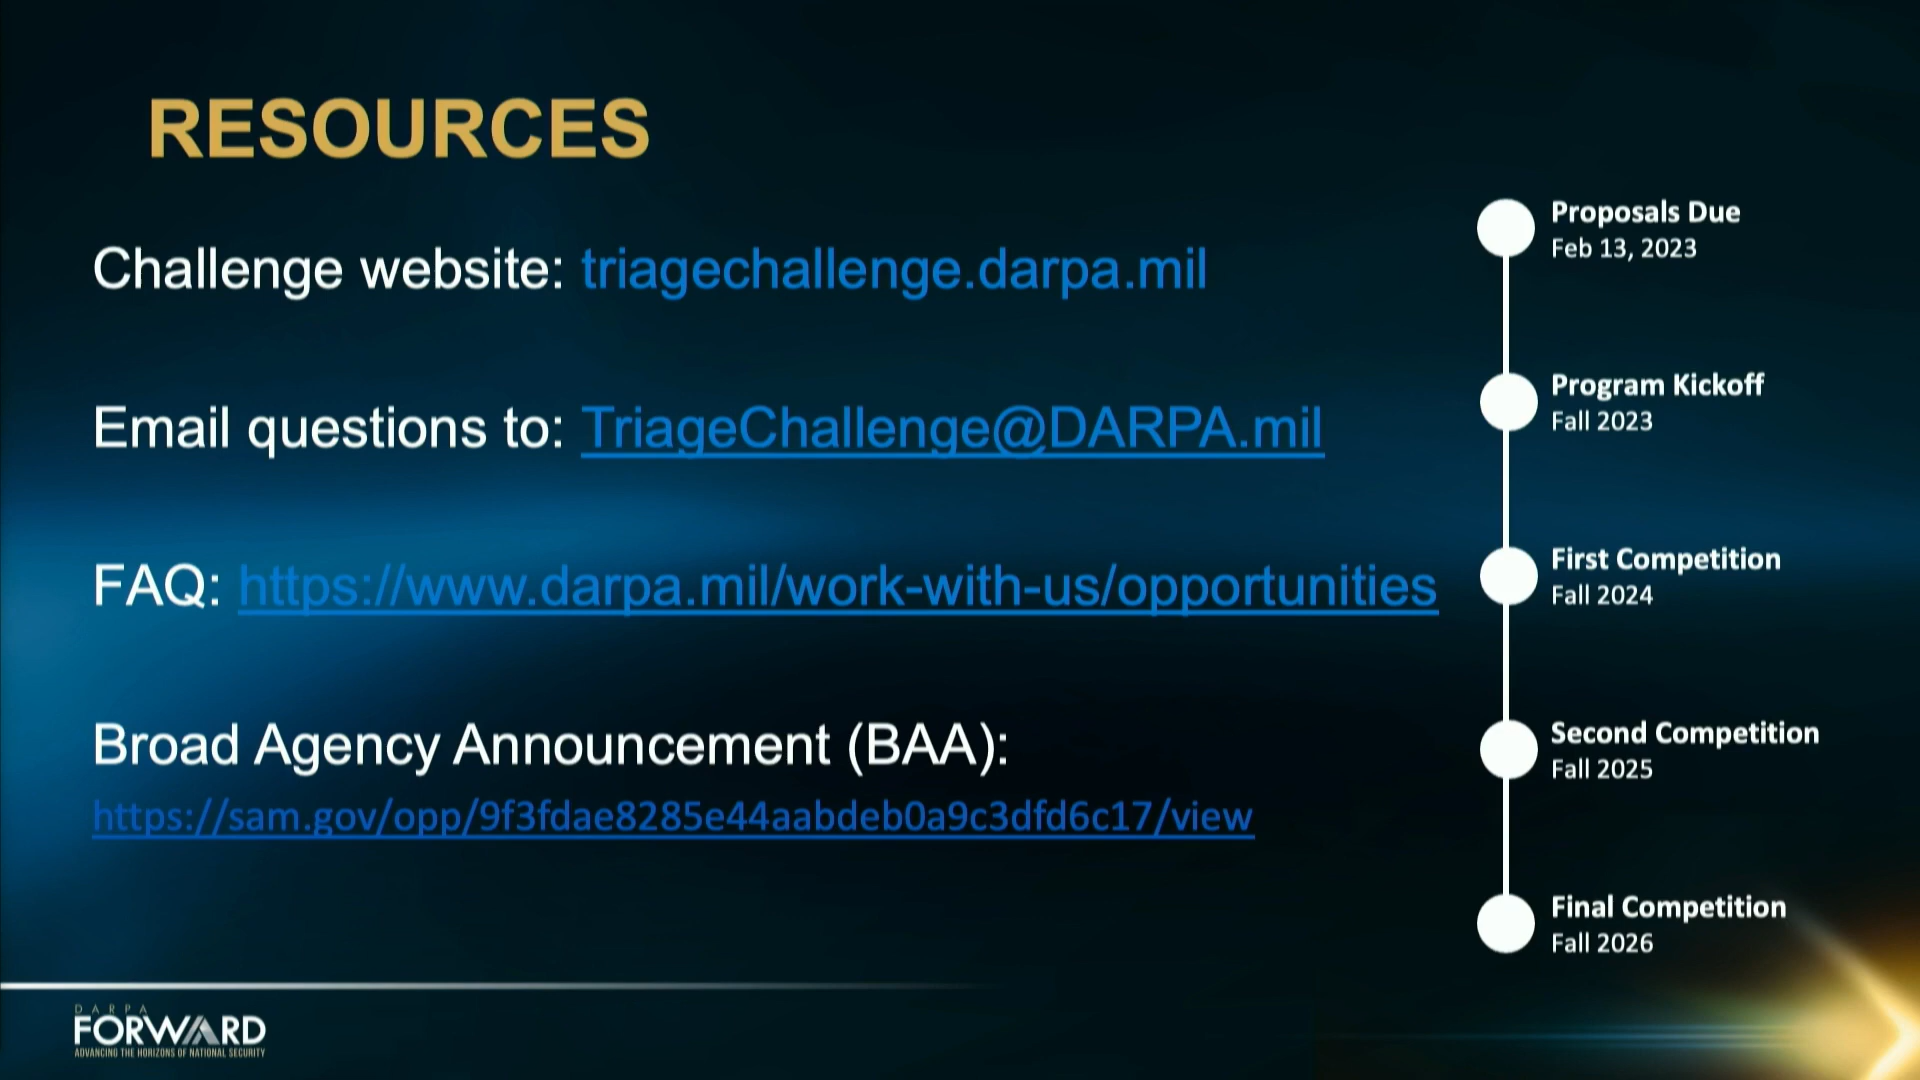 RESOURCES
Challenge website: triagechallenge.darpa.mil
Email questions to: TriageChallenge@DARPA.mil
FAQ: https://www.darpa.mil/work-with-us/opportunities
Broad Agency Announcement (BAA):
https://sam.gov/opp/9f3fdae8285e44aabdeb0a9c3dfd6c17/view
Proposals Due
Feb 13, 2023
Program Kickoff
Fall 2023
First Competition
Fall 2024
Second Competition
Fall 2025
Final Competition
Fall 2026
DARPA
FORWARD
ADVANCING THE HORIZONS OF NATIONAL SECURITY